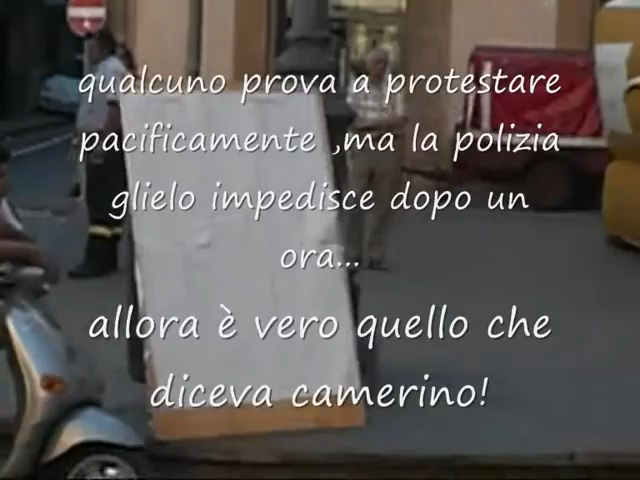 qualcuno prova a protestare
pacificamente ,ma la polizia
glielo impedisce dopo un
ora...
allora è vero quello che
diceva camerino!